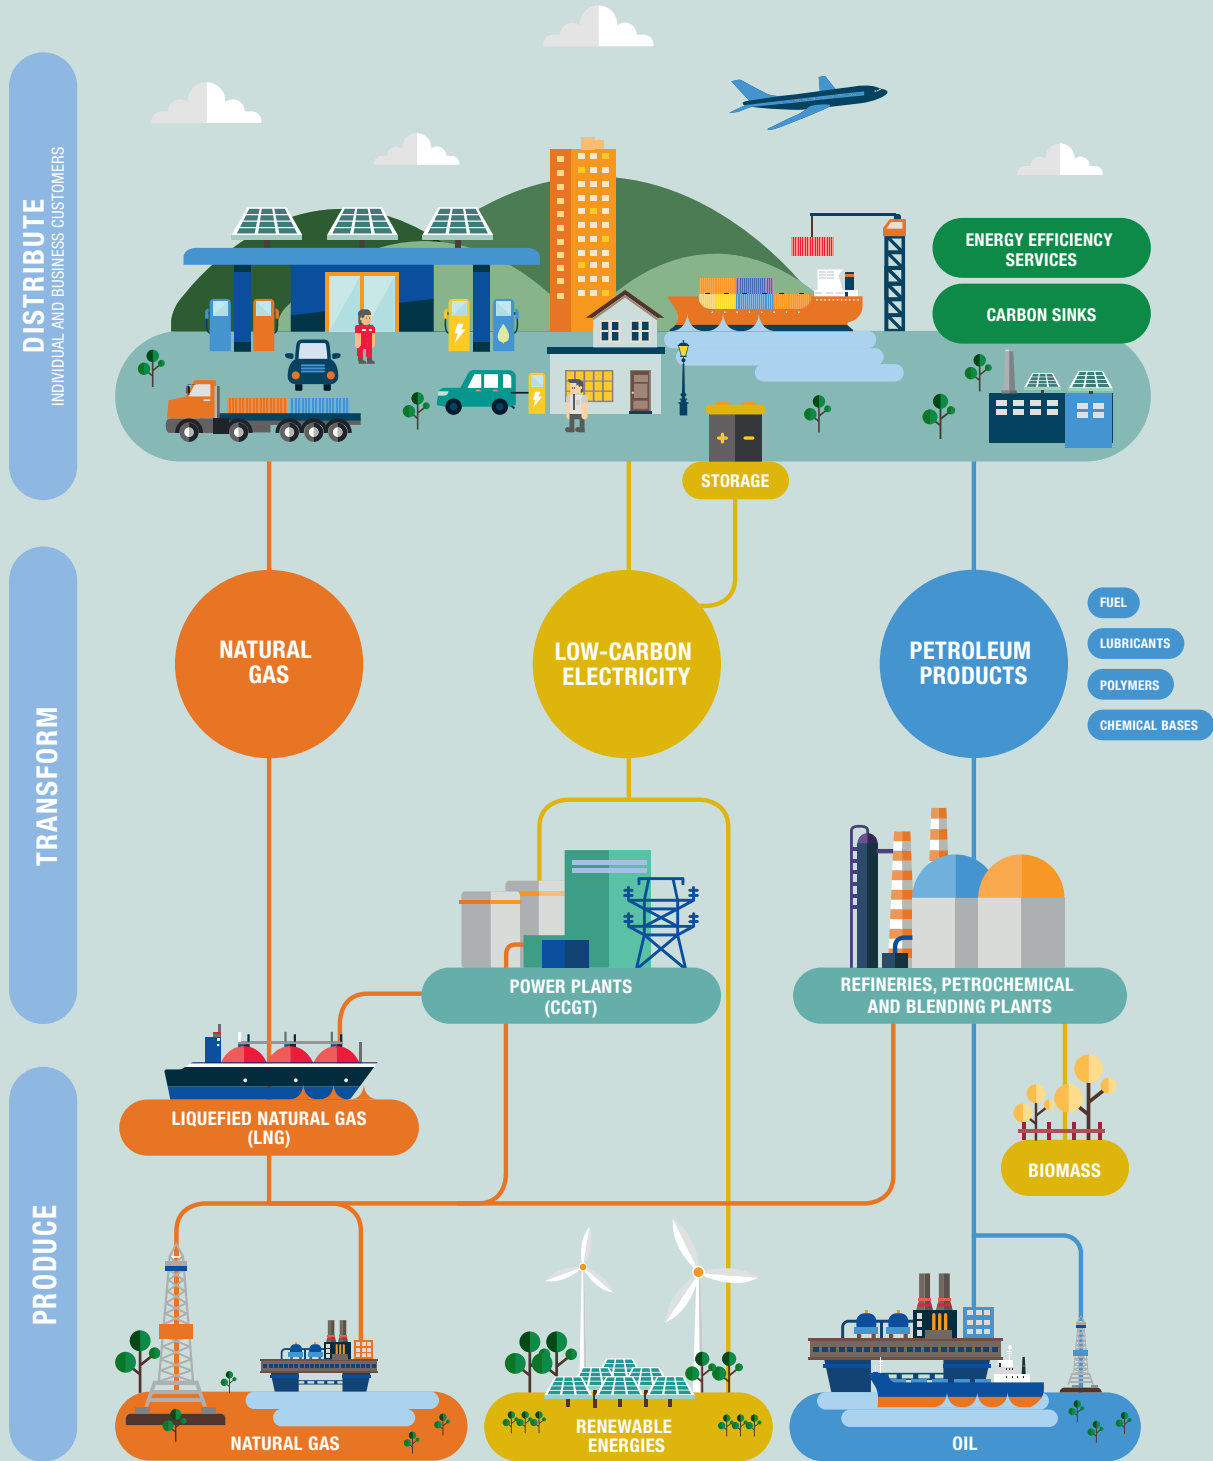 DISTRIBUTE
INDIVIDUAL AND BUSINESS CUSTOMERS
ENERGY EFFICIENCY
SERVICES
CARBON SINKS
+ −
STORAGE
TRANSFORM
NATURAL
GAS
LOW-CARBON
ELECTRICITY
PETROLEUM
PRODUCTS
FUEL
LUBRICANTS
POLYMERS
CHEMICAL BASES
POWER PLANTS
(CCGT)
REFINERIES, PETROCHEMICAL
AND BLENDING PLANTS
PRODUCE
LIQUEFIED NATURAL GAS
(LNG)
BIOMASS
NATURAL GAS
RENEWABLE
ENERGIES
OIL